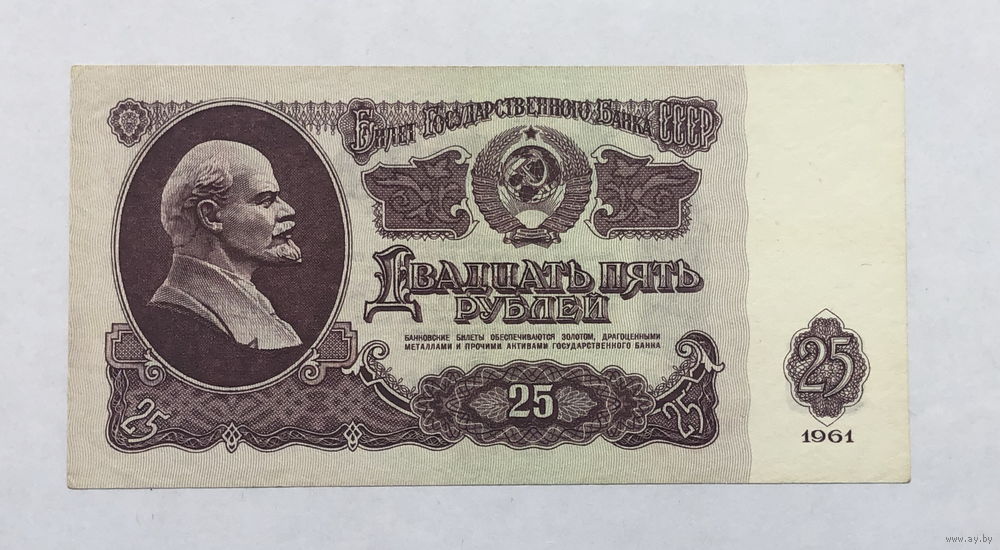 Билет Государственного Банка СССР
Двадцать пять
рублей
БАНКОВСКИЕ БИЛЕТЫ ОБЕСПЕЧИВАЮТСЯ ЗОЛОТОМ, ДРАГОЦЕННЫМИ
МЕТАЛЛАМИ И ПРОЧИМИ АКТИВАМИ ГОСУДАРСТВЕННОГО БАНКА
25
25
25
25
1961
www.ay.by